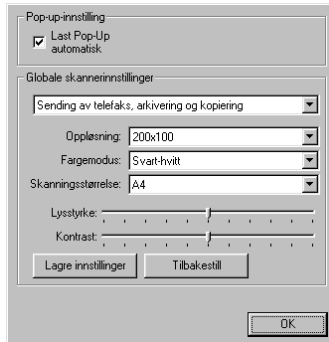 Pop-up-innstilling
Last Pop-Up
automatisk
Globale skannerinnstillinger
Sending av telefaks, arkivering og kopiering
Oppløsning: 200x100
Fargemodus: Svart-hvitt
Skanningsstørrelse: A4
Lysstyrke:
Kontrast:
Lagre innstillinger Tilbakestill
OK